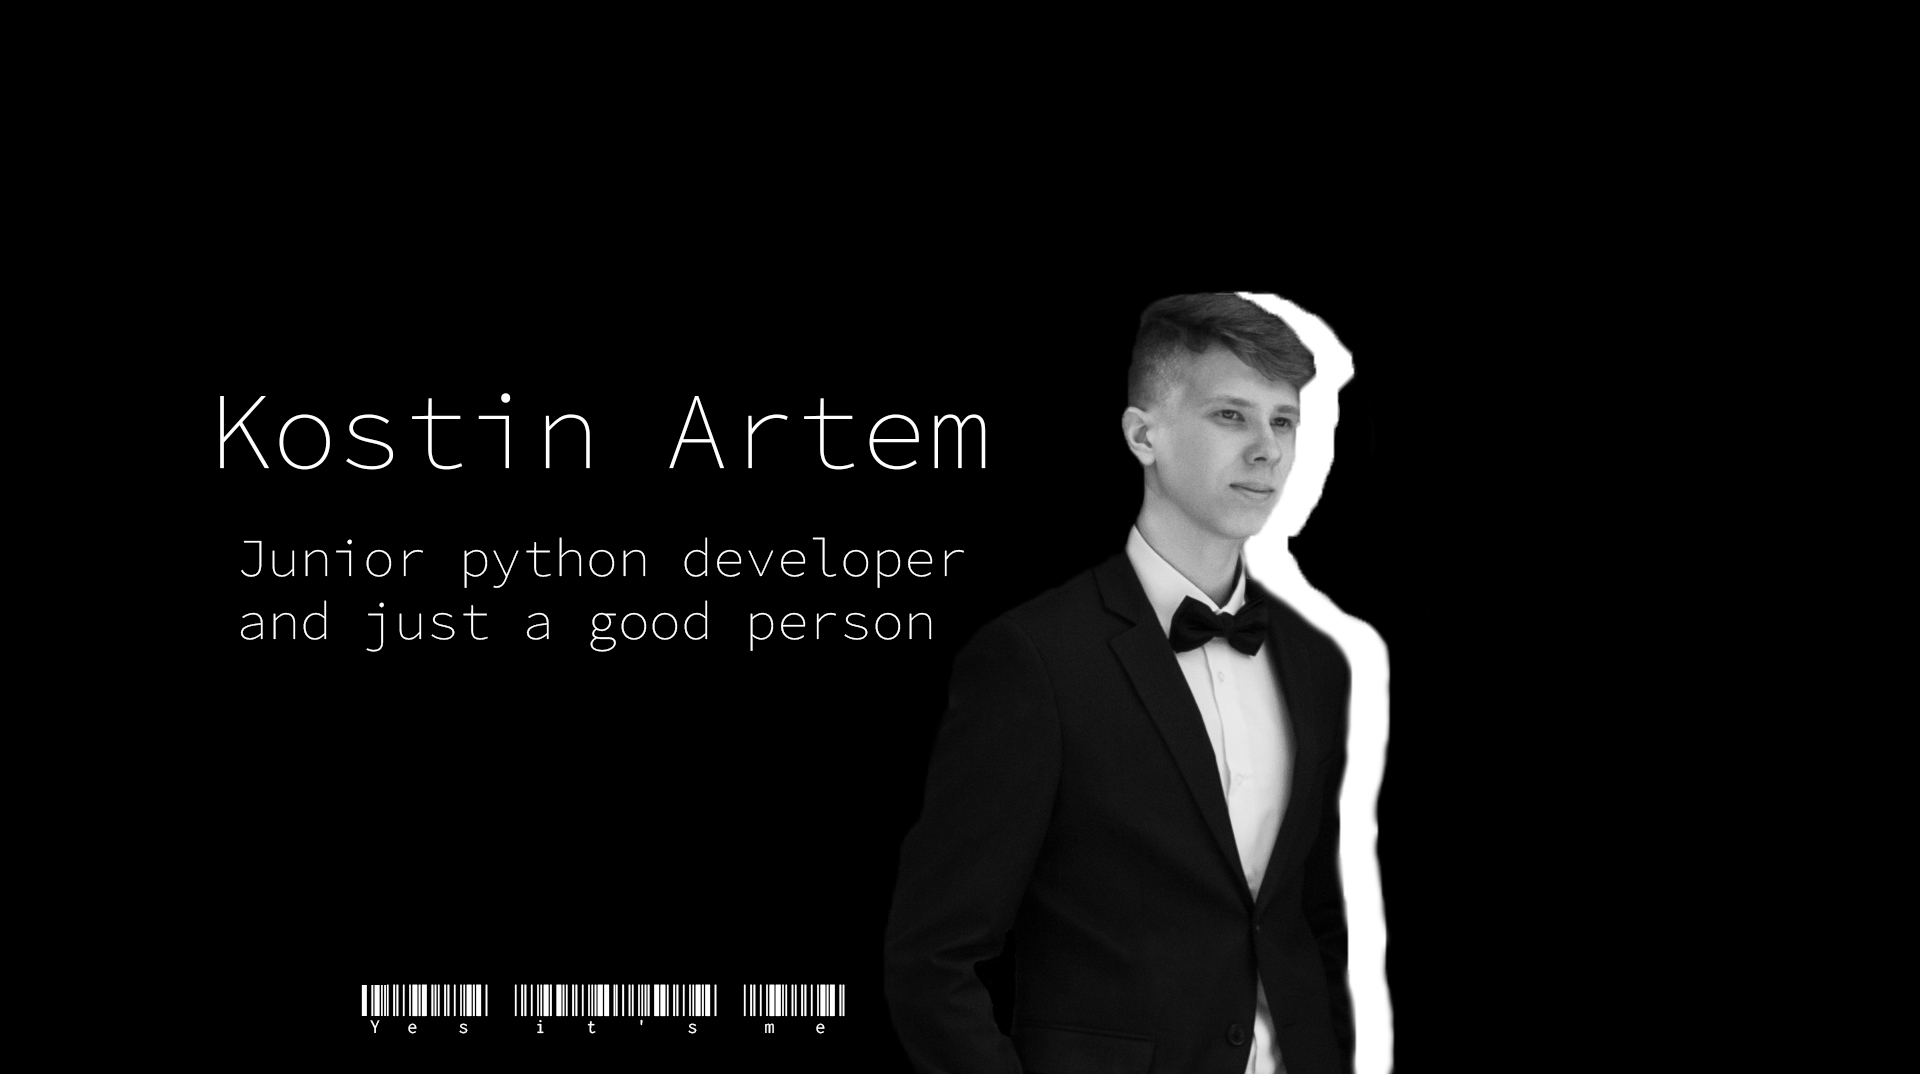 Kostin Artem
Junior python developer
and just a good person
Yes it's me